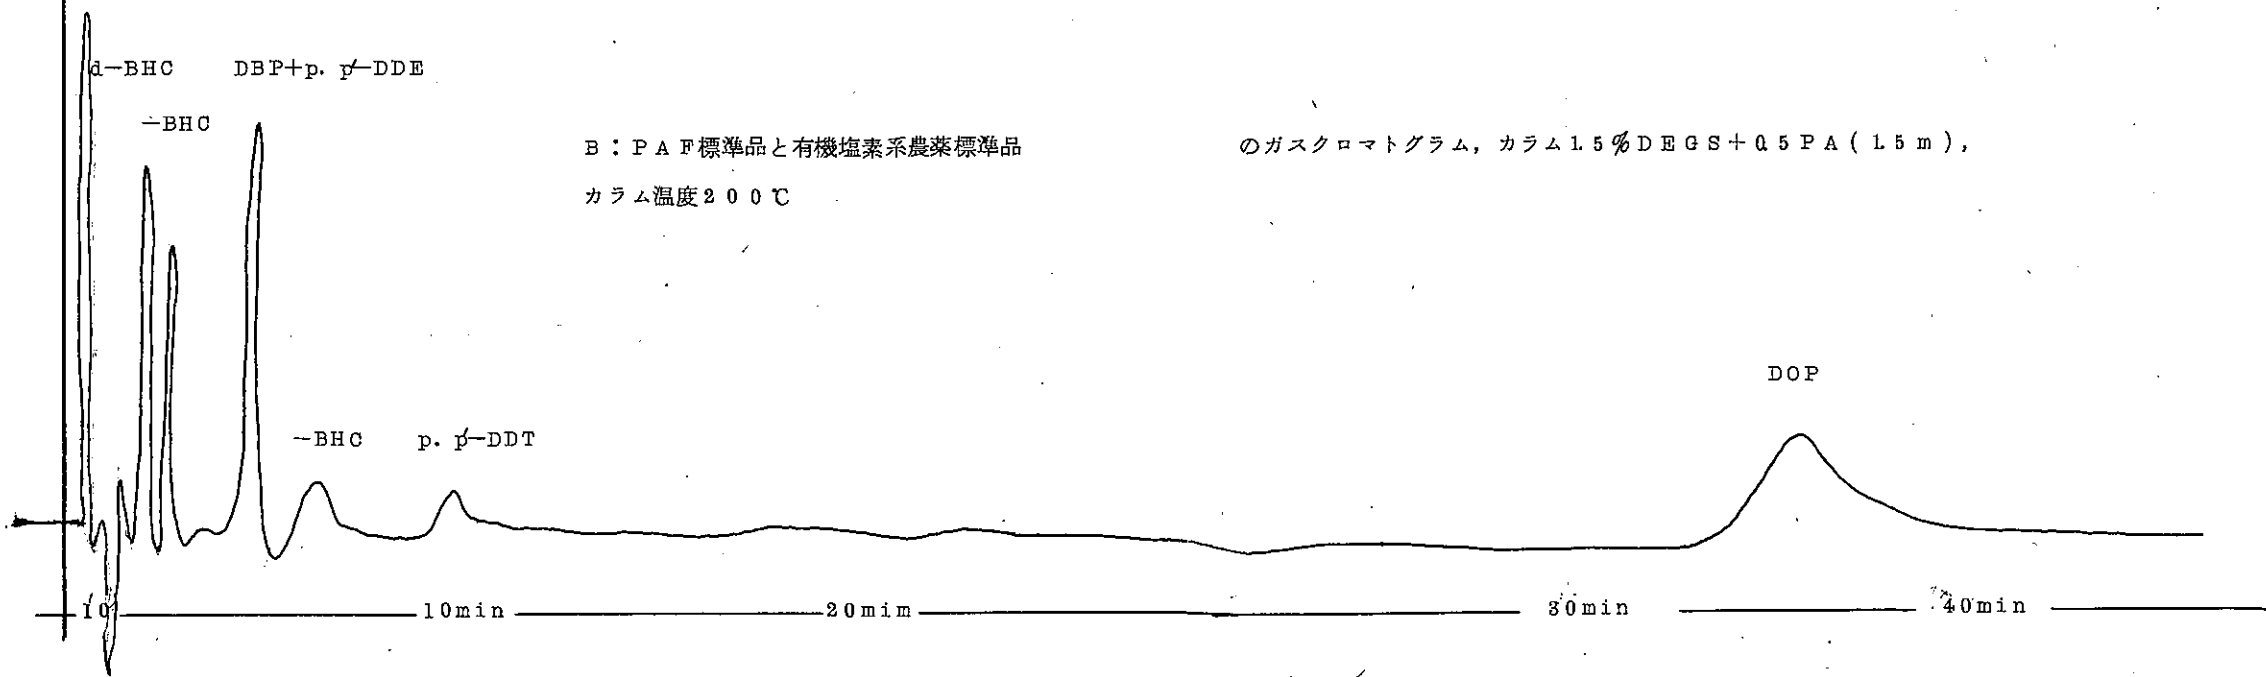 d-BHC DBP+p. p′-DDE
-BHC
B：PAF標準品と有機塩素系農薬標準品 のガスクロマトグラム，カラム1.5%DEGS+0.5PA(1.5m)，
カラム温度200℃
DOP
-BHC p. p′-DDT
10min 20mim 30min 40min